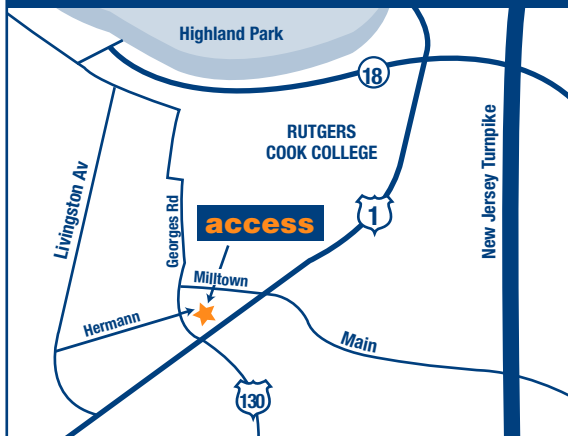 Highland Park
18
RUTGERS
COOK COLLEGE
Livingston Av
Georges Rd
access
1
New Jersey Turnpike
Milltown
Hermann
Main
130